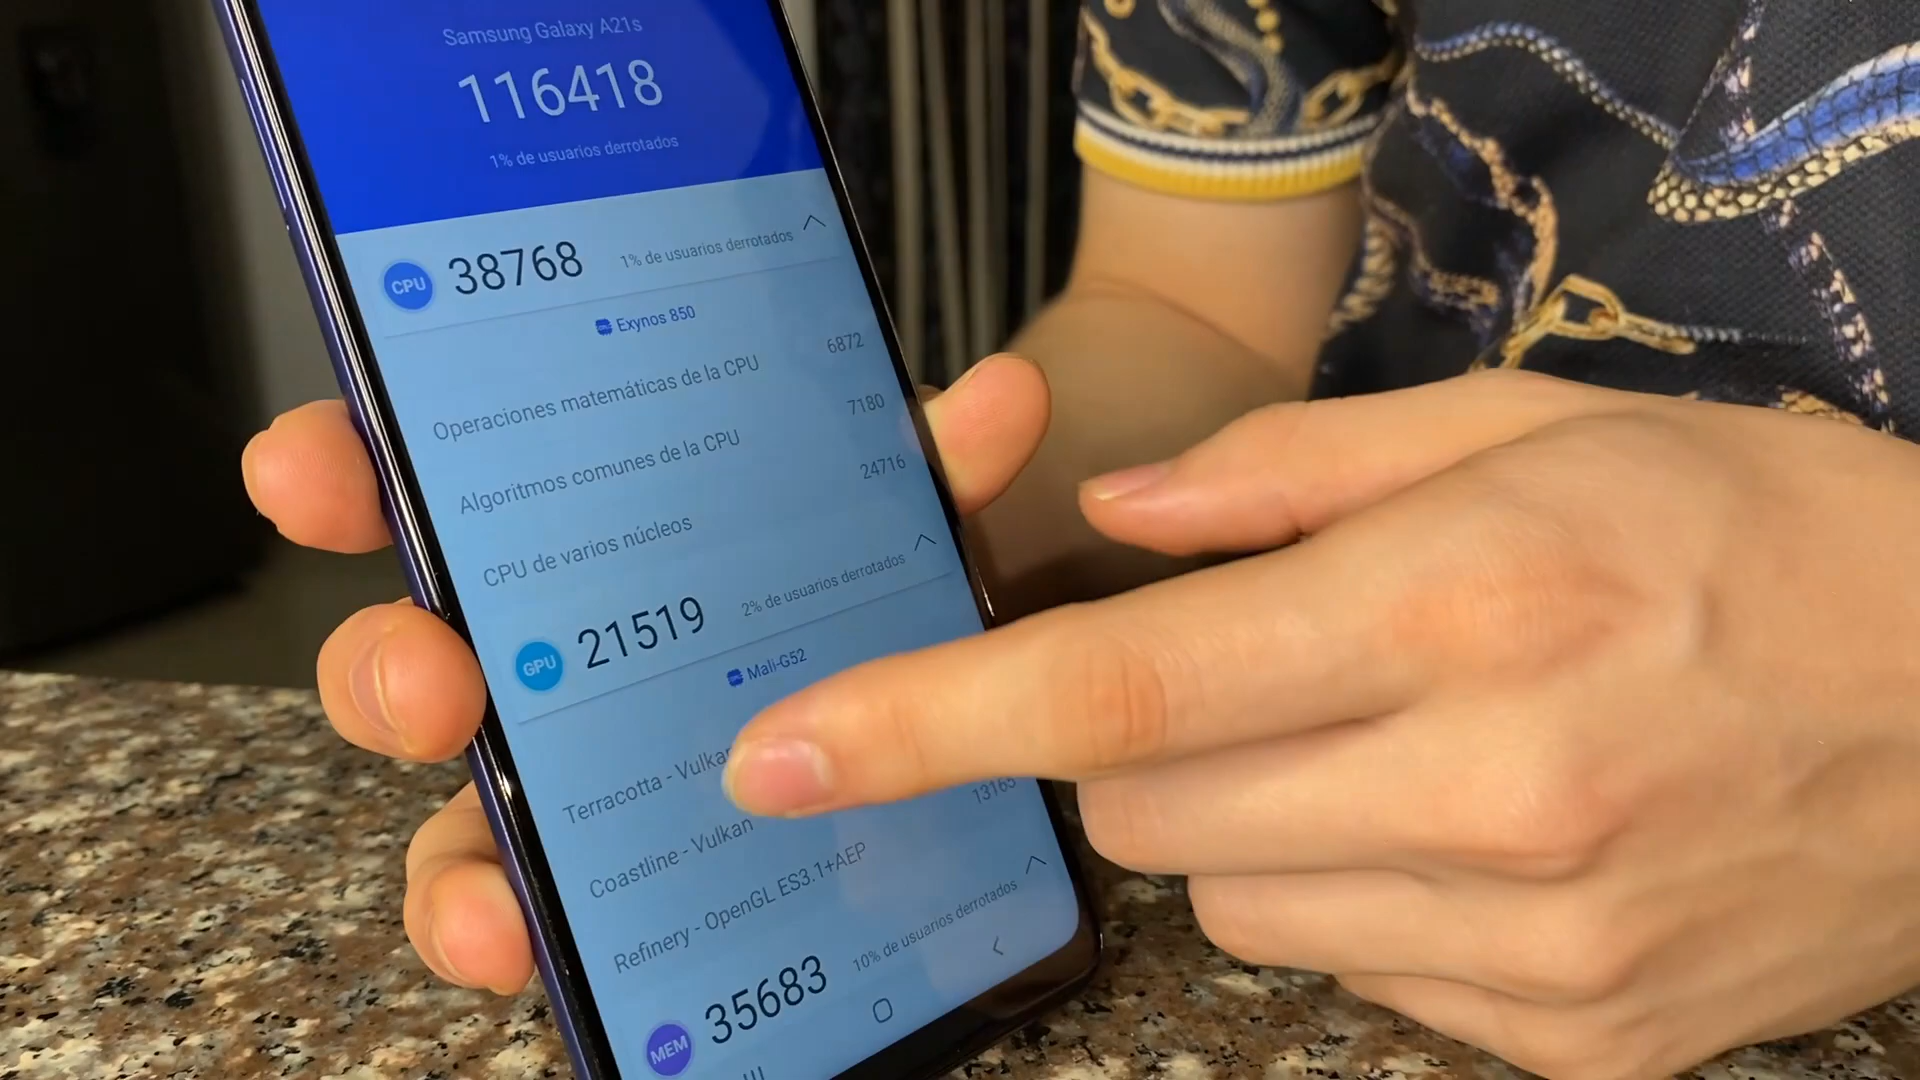 Samsung Galaxy A21s
116418
1% de usuarios derrotados
CPU 38768 1% de usuarios derrotados
Exynos 850
Operaciones matemáticas de la CPU 6872
Algoritmos comunes de la CPU 7180
CPU de varios núcleos 24716
GPU 21519 2% de usuarios derrotados
Mali-G52
Terracotta - Vulkan
Coastline - Vulkan
Refinery - OpenGL ES3.1+AEP 13165
MEM 35683 10% de usuarios derrotados